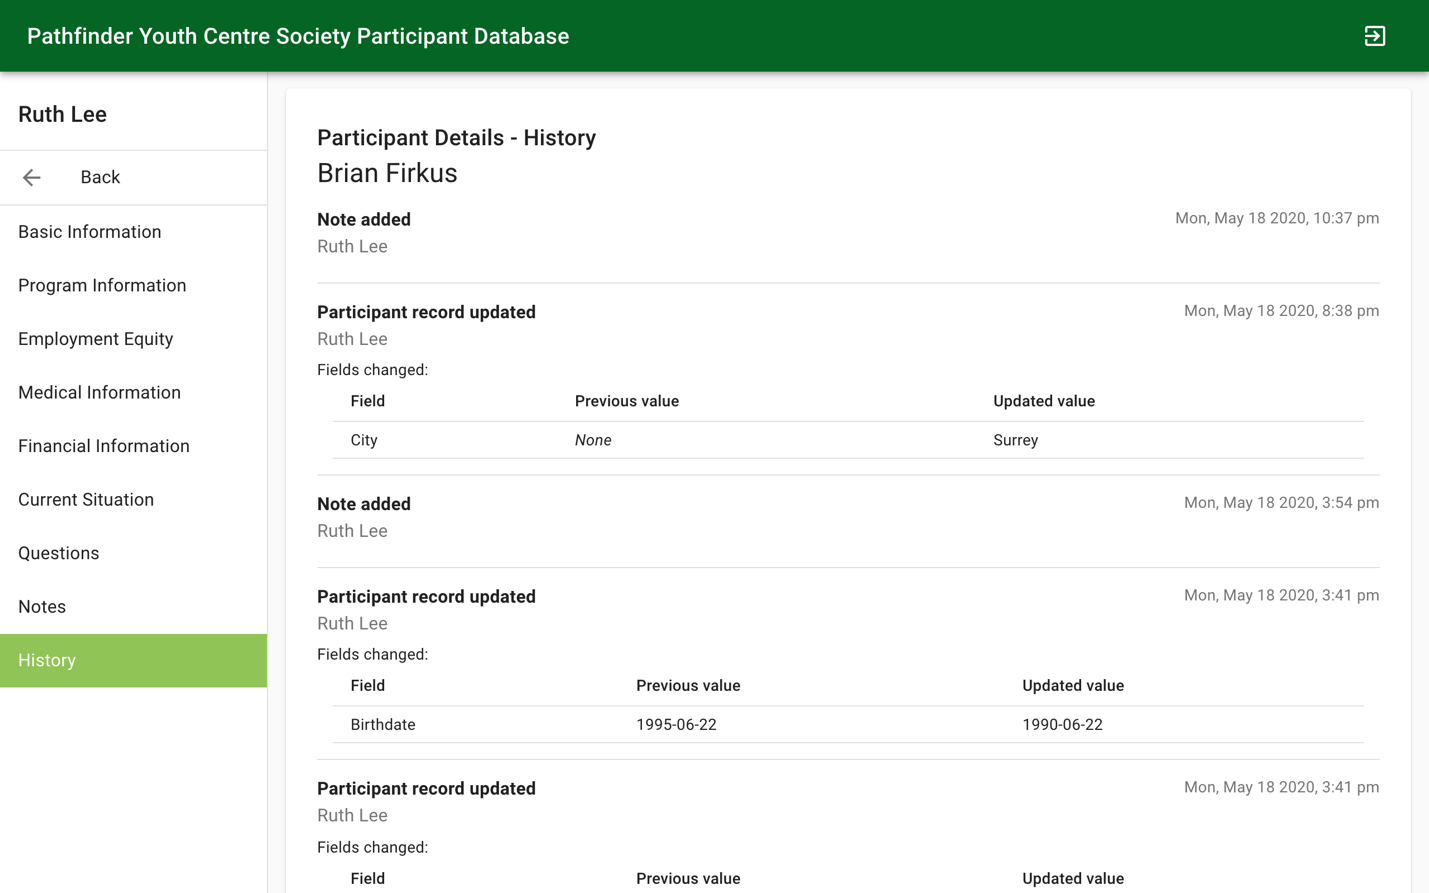 Pathfinder Youth Centre Society Participant Database
Ruth Lee
Back
Basic Information
Program Information
Employment Equity
Medical Information
Financial Information
Current Situation
Questions
Notes
History
Participant Details - History
Brian Firkus
Note added Mon, May 18 2020, 10:37 pm
Ruth Lee
Participant record updated Mon, May 18 2020, 8:38 pm
Ruth Lee
Fields changed:
Field Previous value Updated value
City None Surrey
Note added Mon, May 18 2020, 3:54 pm
Ruth Lee
Participant record updated Mon, May 18 2020, 3:41 pm
Ruth Lee
Fields changed:
Field Previous value Updated value
Birthdate 1995-06-22 1990-06-22
Participant record updated Mon, May 18 2020, 3:41 pm
Ruth Lee
Fields changed:
Field Previous value Updated value